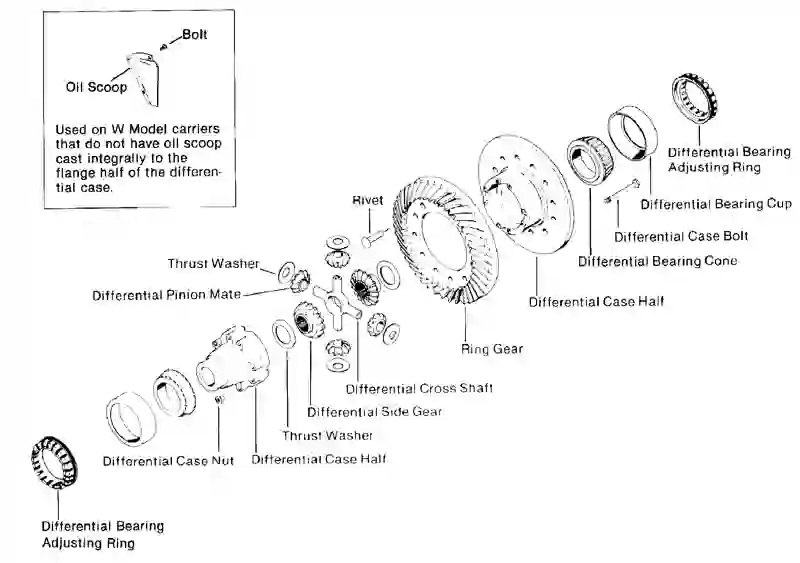 Bolt
Oil Scoop
Used on W Model carriers
that do not have oil scoop
cast integrally to the
flange half of the differen-
tial case.
Differential Bearing
Adjusting Ring
Rivet
Differential Bearing Cup
Differential Case Bolt
Thrust Washer
Differential Bearing Cone
Differential Pinion Mate
Differential Case Half
Ring Gear
Differential Cross Shaft
Differential Side Gear
Thrust Washer
Differential Case Nut
Differential Case Half
Differential Bearing
Adjusting Ring